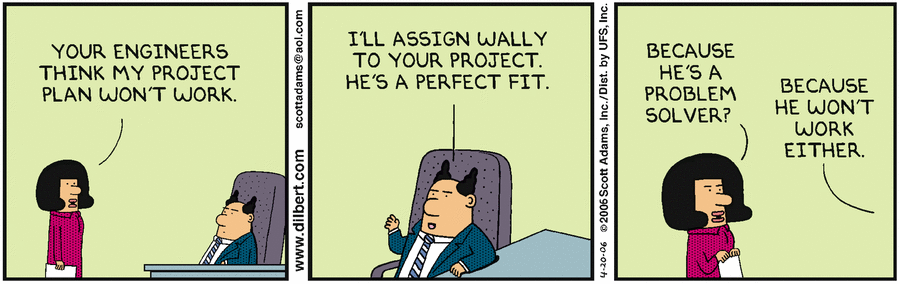 YOUR ENGINEERS
THINK MY PROJECT
PLAN WON'T WORK.
www.dilbert.com
scottadams@aol.com
I'LL ASSIGN WALLY
TO YOUR PROJECT.
HE'S A PERFECT FIT.
4-20-06 ©2006 Scott Adams, Inc./Dist. by UFS, Inc.
BECAUSE
HE'S A
PROBLEM
SOLVER?
BECAUSE
HE WON'T
WORK
EITHER.